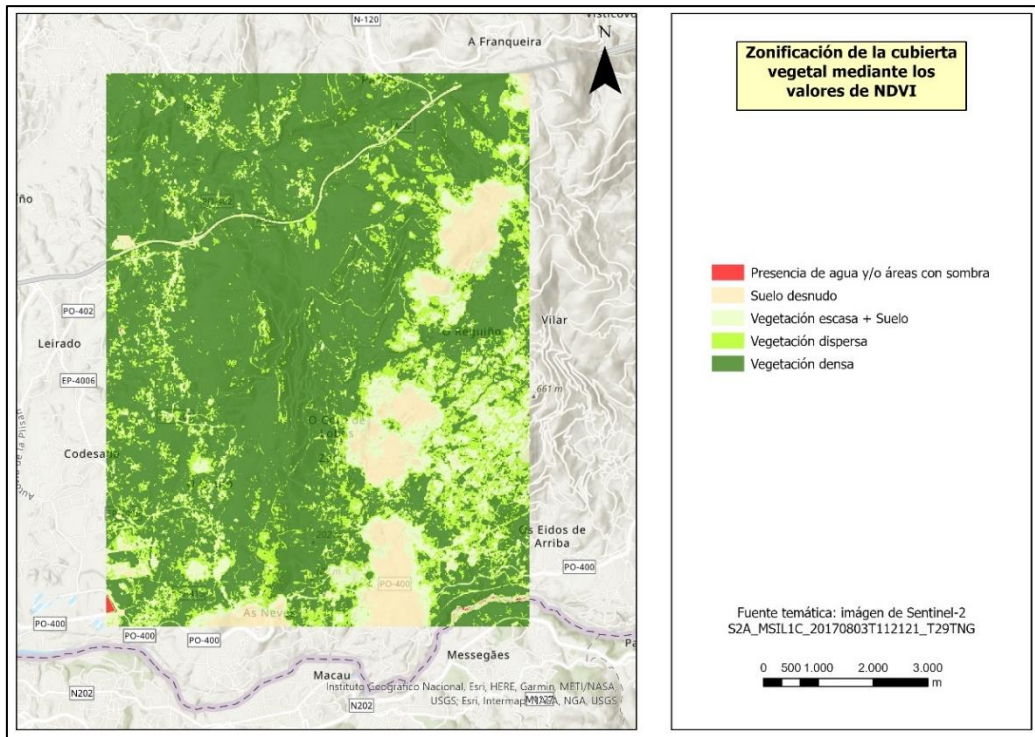 N-120
A Franqueira
N
PO-402
Leirado
EP-4006
Vilar
661 m
O Requiño
Os Eidos de
Arriba
PO-400
PO-400
As Neves
PO-400
PO-400
PO-400
Messegães
Macau
N202
N202
Instituto Geográfico Nacional, Esri, HERE, Garmin, METI/NASA,
USGS; Esri, Intermap, NASA, NGA, USGS
Zonificación de la cubierta
vegetal mediante los
valores de NDVI
Presencia de agua y/o áreas con sombra
Suelo desnudo
Vegetación escasa + Suelo
Vegetación dispersa
Vegetación densa
Fuente temática: imágen de Sentinel-2
S2A_MSIL1C_20170803T112121_T29TNG
0 500 1.000 2.000 3.000
m